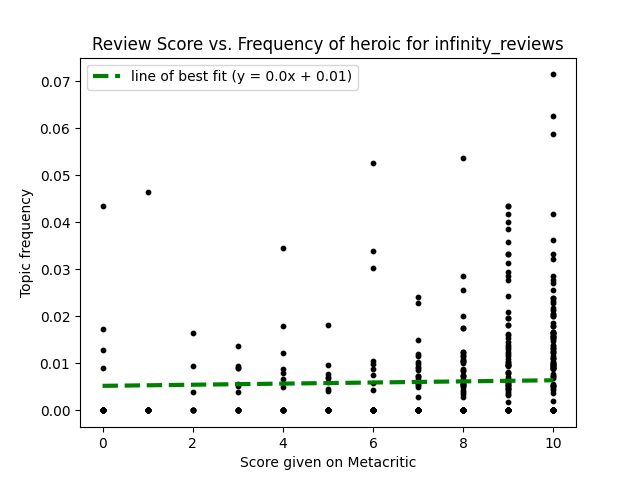 Review Score vs. Frequency of heroic for infinity_reviews
line of best fit (y = 0.0x + 0.01)
0.07
0.06
0.05
0.04
0.03
0.02
0.01
0.00
Topic frequency
0 2 4 6 8 10
Score given on Metacritic